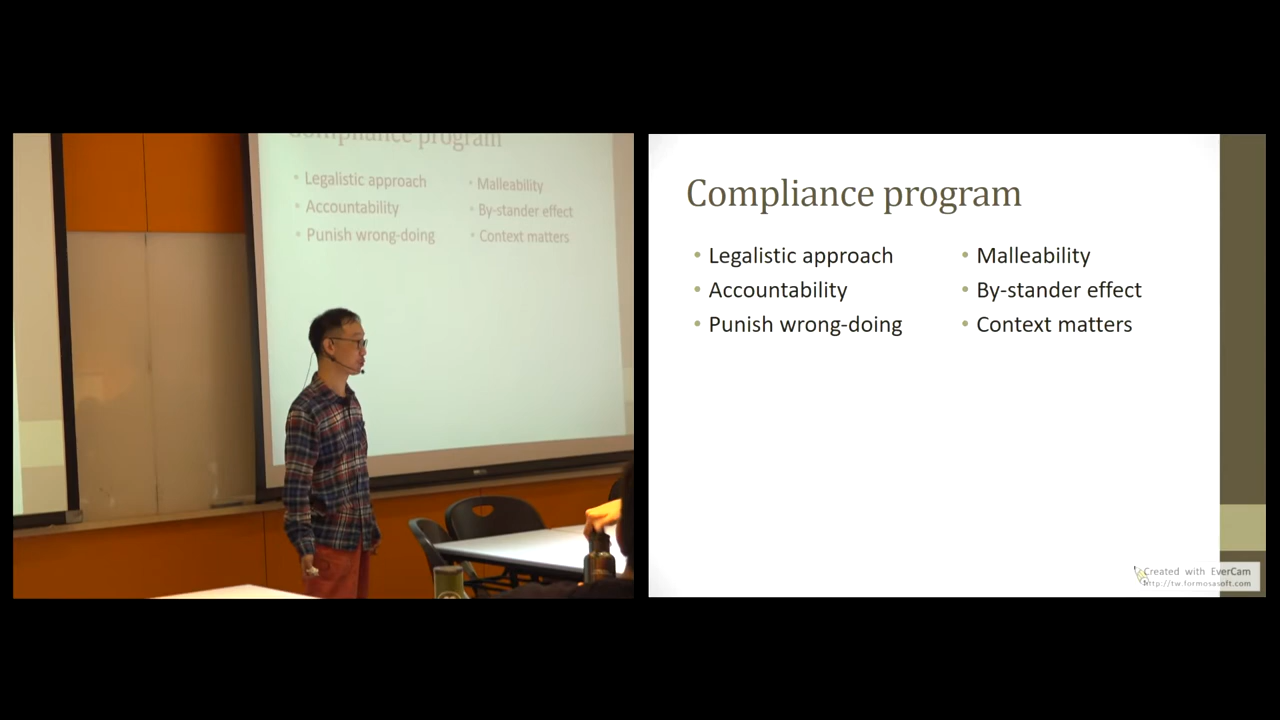 Compliance program
• Legalistic approach
• Accountability
• Punish wrong-doing
• Malleability
• By-stander effect
• Context matters
Compliance program
• Legalistic approach
• Accountability
• Punish wrong-doing
• Malleability
• By-stander effect
• Context matters
Created with EverCam
http://tw.formosasoft.com